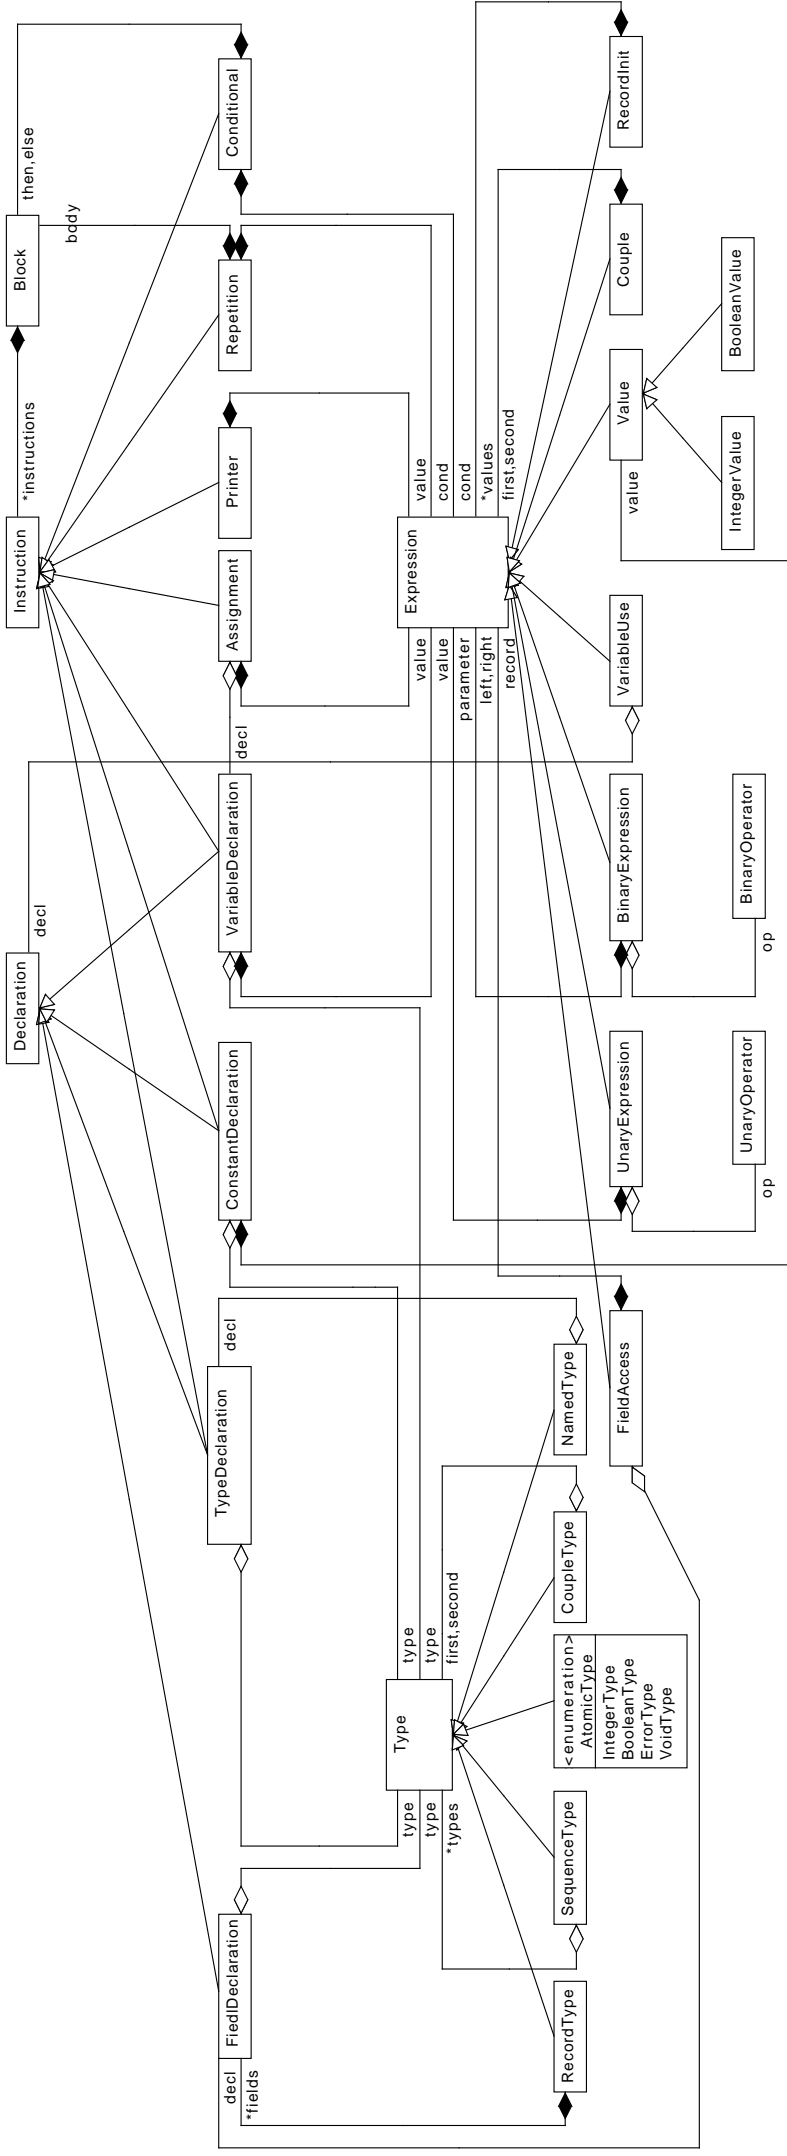 Declaration
decl
Instruction
*instructions
Block
then,else
body
FiedlDeclaration
decl
*fields
TypeDeclaration
decl
ConstantDeclaration
VariableDeclaration
decl
Assignment
Printer
Repetition
Conditional
type
type
*types
Type
type
type
first,second
value
value
parameter
left,right
record
Expression
value
cond
cond
*values
first,second
RecordType
SequenceType
<enumeration>
AtomicType
IntegerType
BooleanType
ErrorType
VoidType
CoupleType
NamedType
FieldAccess
UnaryExpression
BinaryExpression
VariableUse
value
Value
Couple
RecordInit
op
UnaryOperator
op
BinaryOperator
IntegerValue
BooleanValue